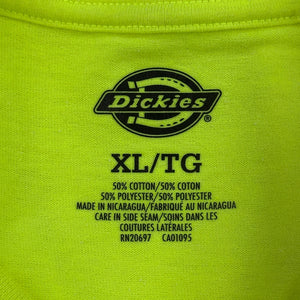 Dickies
®
XL/TG
50% COTTON/50% COTON
50% POLYESTER/50% POLYESTER
MADE IN NICARAGUA/FABRIQUÉ AU NICARAGUA
CARE IN SIDE SEAM/SOINS DANS LES
COUTURES LATÉRALES
RN20697 CA01095